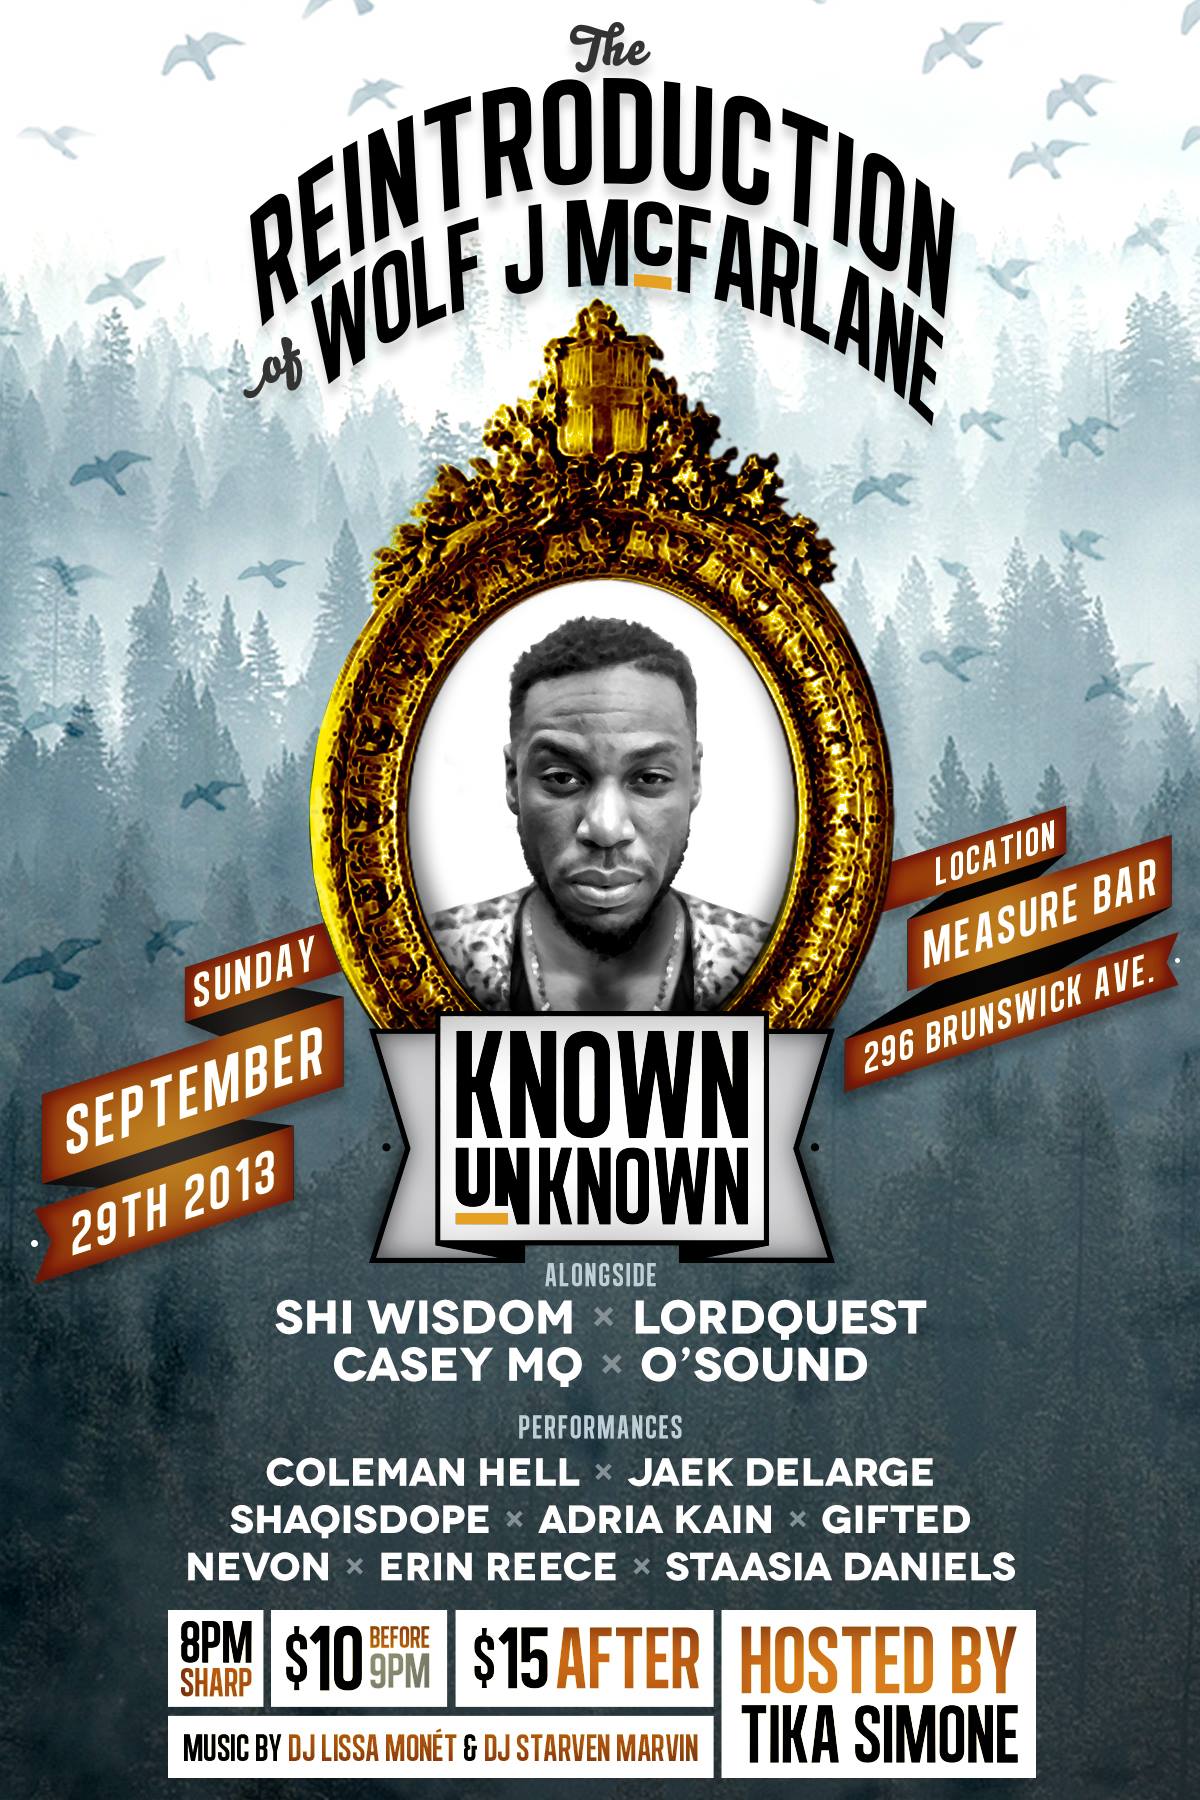 The
REINTRODUCTION
of WOLF J McFARLANE
SUNDAY
SEPTEMBER
29TH 2013
LOCATION
MEASURE BAR
296 BRUNSWICK AVE.
KNOWN
UNKNOWN
ALONGSIDE
SHI WISDOM × LORDQUEST
CASEY MQ × O’SOUND
PERFORMANCES
COLEMAN HELL × JAEK DELARGE
SHAQISDOPE × ADRIA KAIN × GIFTED
NEVON × ERIN REECE × STAASIA DANIELS
8PM
SHARP
$10 BEFORE
9PM
$15 AFTER
HOSTED BY
TIKA SIMONE
MUSIC BY DJ LISSA MONÉT & DJ STARVEN MARVIN